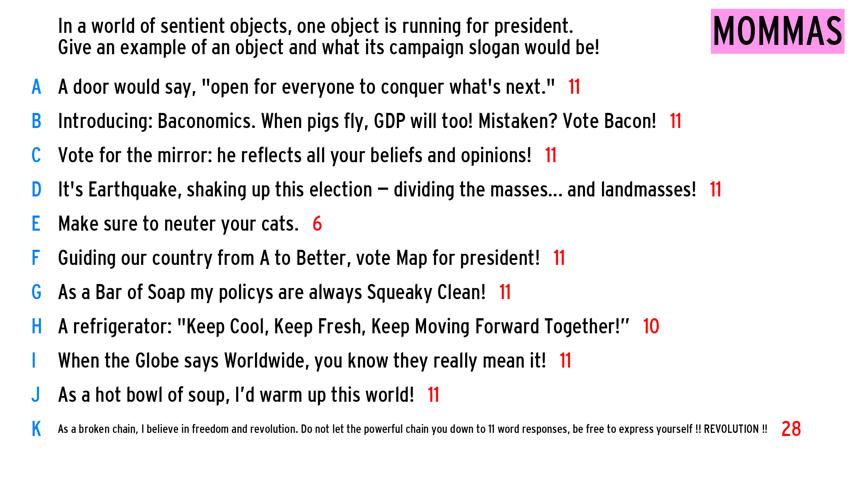 In a world of sentient objects, one object is running for president.
Give an example of an object and what its campaign slogan would be!
MOMMAS
A A door would say, "open for everyone to conquer what's next." 11
B Introducing: Baconomics. When pigs fly, GDP will too! Mistaken? Vote Bacon! 11
C Vote for the mirror: he reflects all your beliefs and opinions! 11
D It's Earthquake, shaking up this election – dividing the masses... and landmasses! 11
E Make sure to neuter your cats. 6
F Guiding our country from A to Better, vote Map for president! 11
G As a Bar of Soap my policys are always Squeaky Clean! 11
H A refrigerator: "Keep Cool, Keep Fresh, Keep Moving Forward Together!” 10
I When the Globe says Worldwide, you know they really mean it! 11
J As a hot bowl of soup, I’d warm up this world! 11
K As a broken chain, I believe in freedom and revolution. Do not let the powerful chain you down to 11 word responses, be free to express yourself !! REVOLUTION !! 28